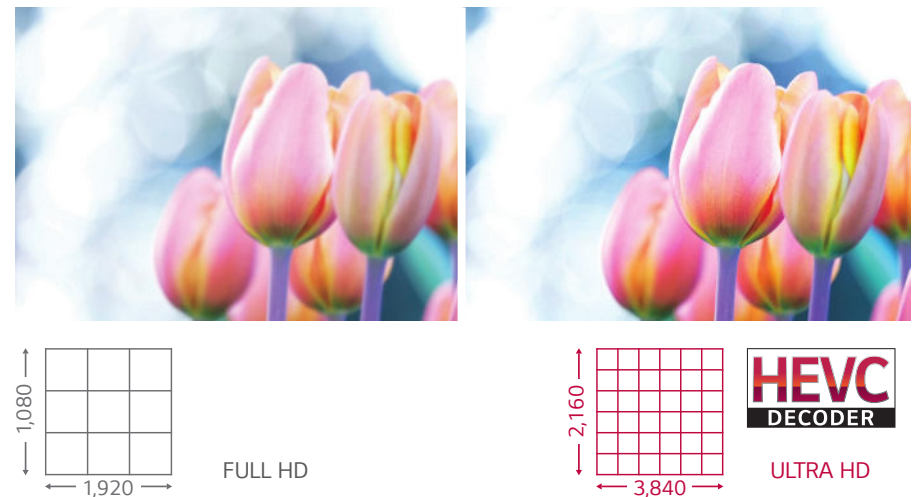 1,080
1,920
FULL HD
2,160
3,840
HEVC
DECODER
ULTRA HD